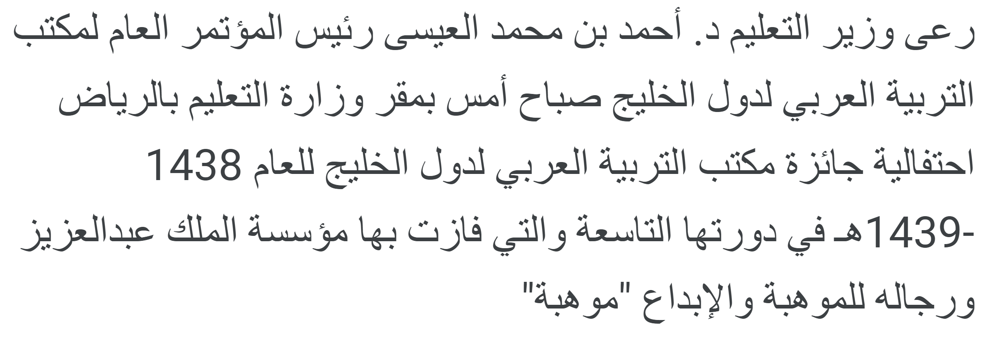 رعى وزير التعليم د. أحمد بن محمد العيسى رئيس المؤتمر العام لمكتب
التربية العربي لدول الخليج صباح أمس بمقر وزارة التعليم بالرياض
احتفالية جائزة مكتب التربية العربي لدول الخليج للعام 1438
-1439هـ في دورتها التاسعة والتي فازت بها مؤسسة الملك عبدالعزيز
ورجاله للموهبة والإبداع "موهبة"